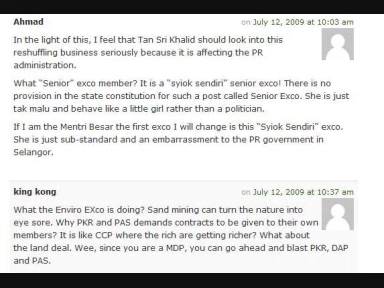 Ahmad
on July 12, 2009 at 10:03 am
In the light of this, I feel that Tan Sri Khalid should look into this
reshuffling business seriously because it is affecting the PR
administration.
What “Senior” exco member? It is a “syiok sendiri” senior exco! There is no
provision in the state constitution for such a post called Senior Exco. She is just
tak malu and behave like a little girl rather than a politician.
If I am the Mentri Besar the first exco I will change is this “Syiok Sendiri” exco.
She is just sub-standard and an embarrassment to the PR government in
Selangor.
king kong
on July 12, 2009 at 10:37 am
What the Enviro EXco is doing? Sand mining can turn the nature into
eye sore. Why PKR and PAS demands contracts to be given to their own
members? It is like CCP where the rich are getting richer? What about
the land deal. Wee, since you are a MDP, you can go ahead and blast PKR, DAP
and PAS.